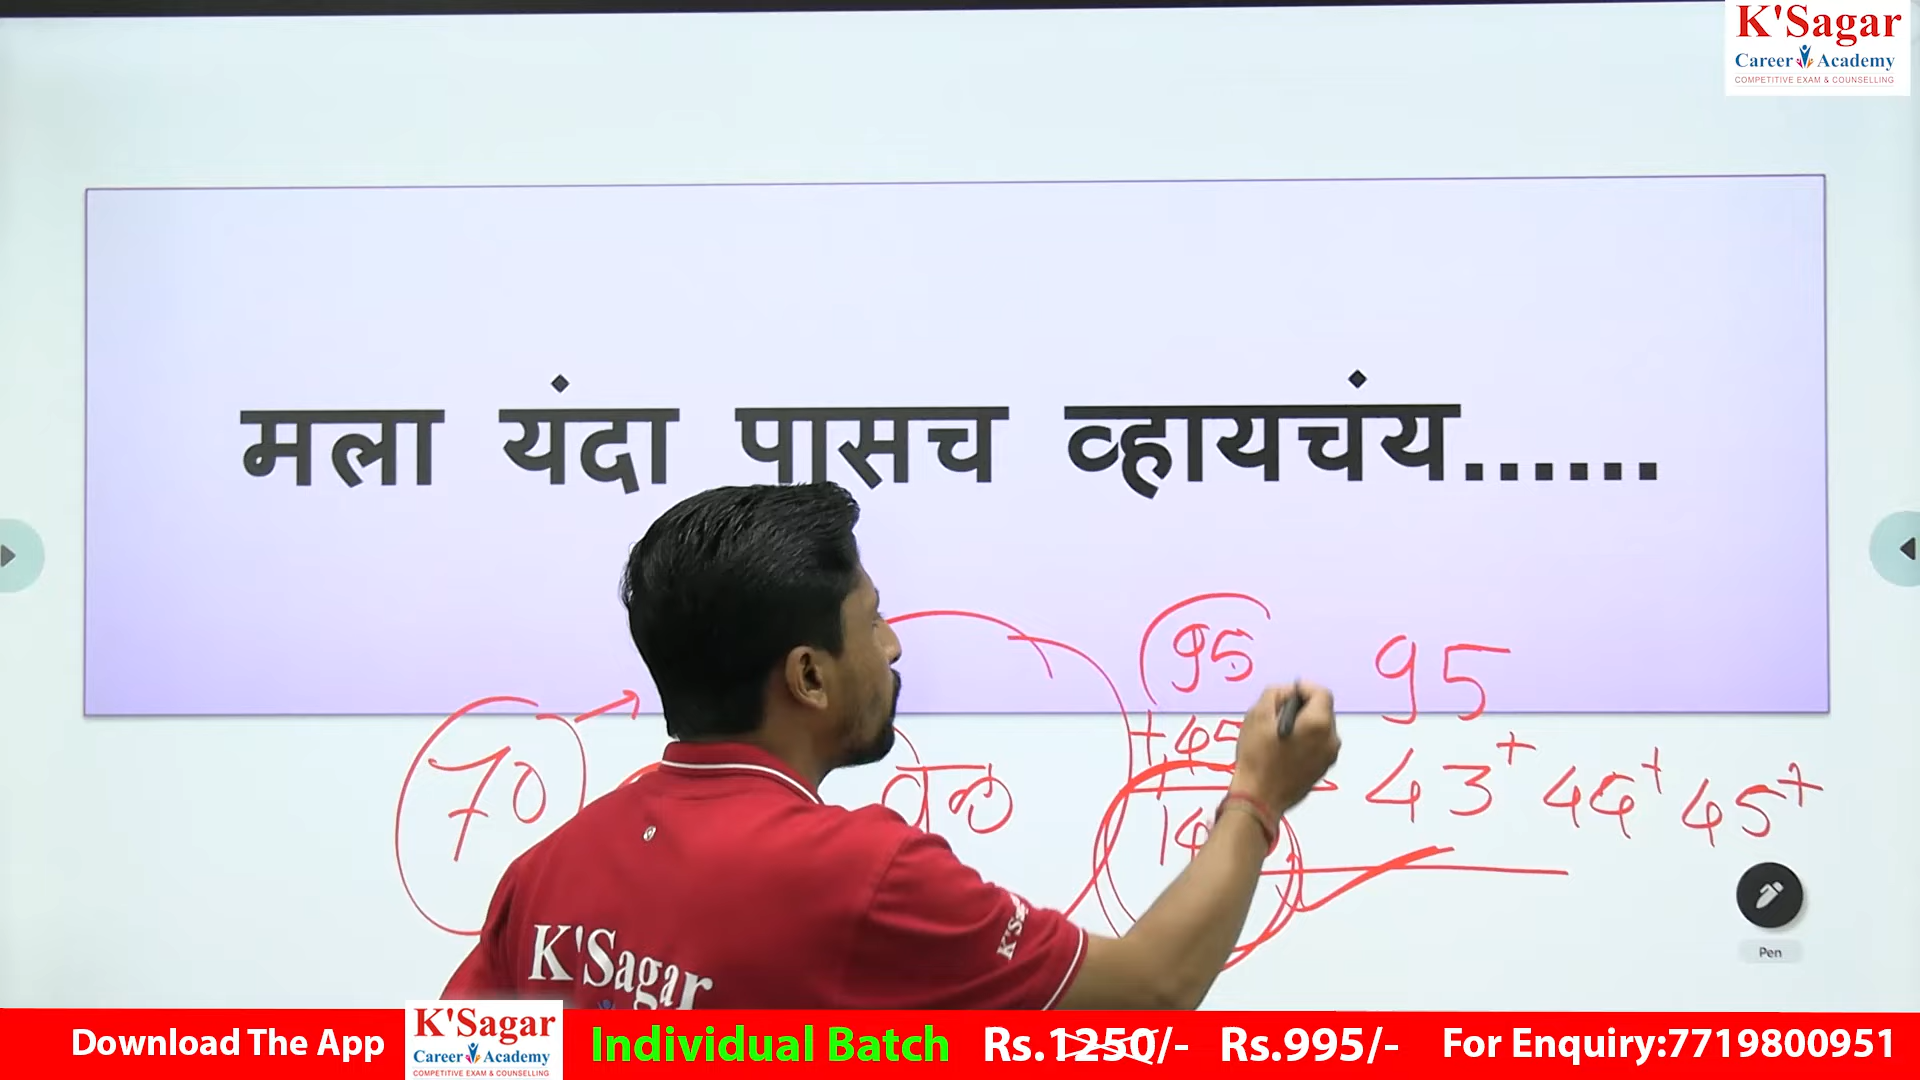 K'Sagar
Career Academy
COMPETITIVE EXAM & COUNSELLING
मला यंदा पासच व्हायचंय......
95 95
+45
43+ 44+ 45+
70
Pen
K'Sagar
Download The App K'Sagar Career Academy COMPETITIVE EXAM & COUNSELLING Individual Batch Rs.1250/- Rs.995/- For Enquiry:7719800951